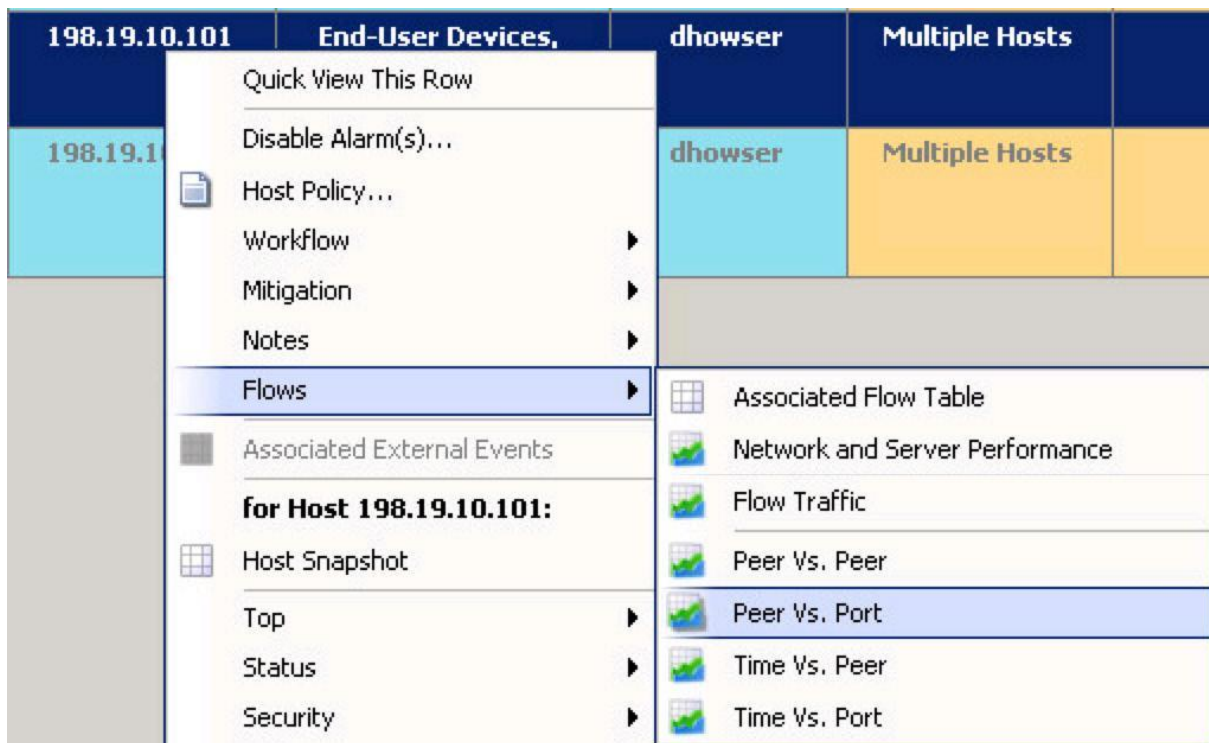 198.19.10.101 End-User Devices, dhowser Multiple Hosts
Quick View This Row
Disable Alarm(s)...
198.19.1 dhowser Multiple Hosts
Host Policy...
Workflow
Mitigation
Notes
Flows
Associated Flow Table
Associated External Events
Network and Server Performance
for Host 198.19.10.101:
Flow Traffic
Host Snapshot
Peer Vs. Peer
Top
Peer Vs. Port
Status
Time Vs. Peer
Security
Time Vs. Port